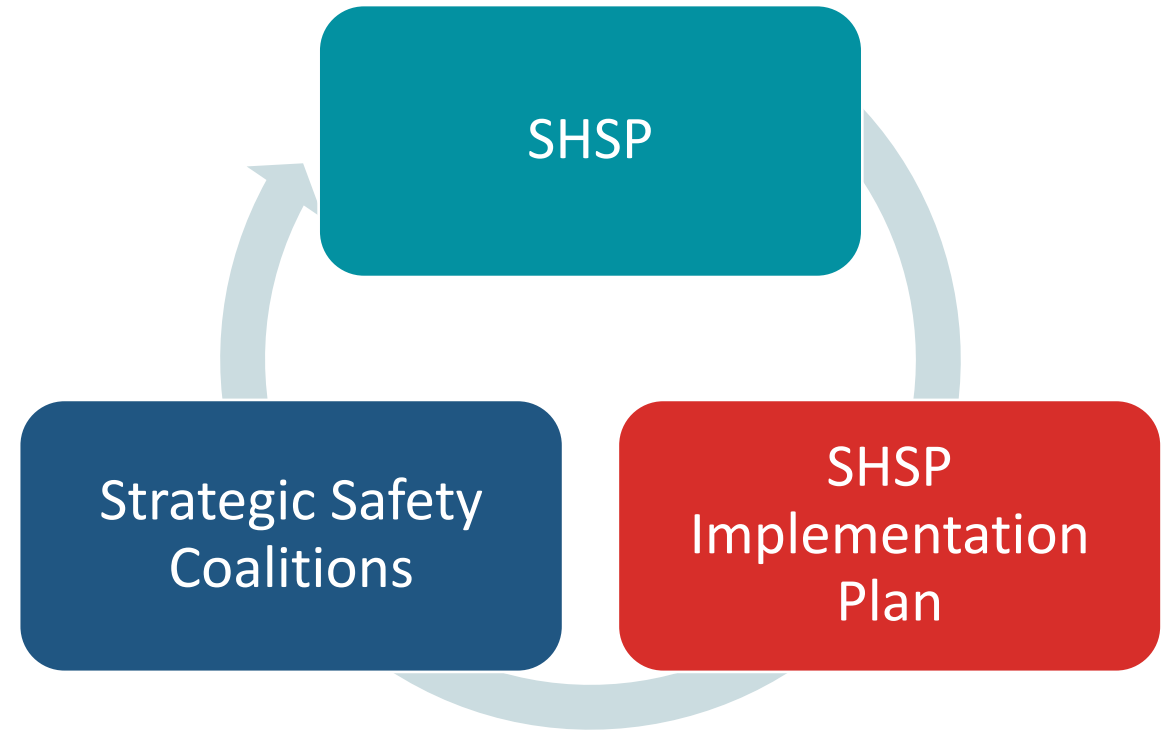 SHSP
Strategic Safety
Coalitions
SHSP
Implementation
Plan